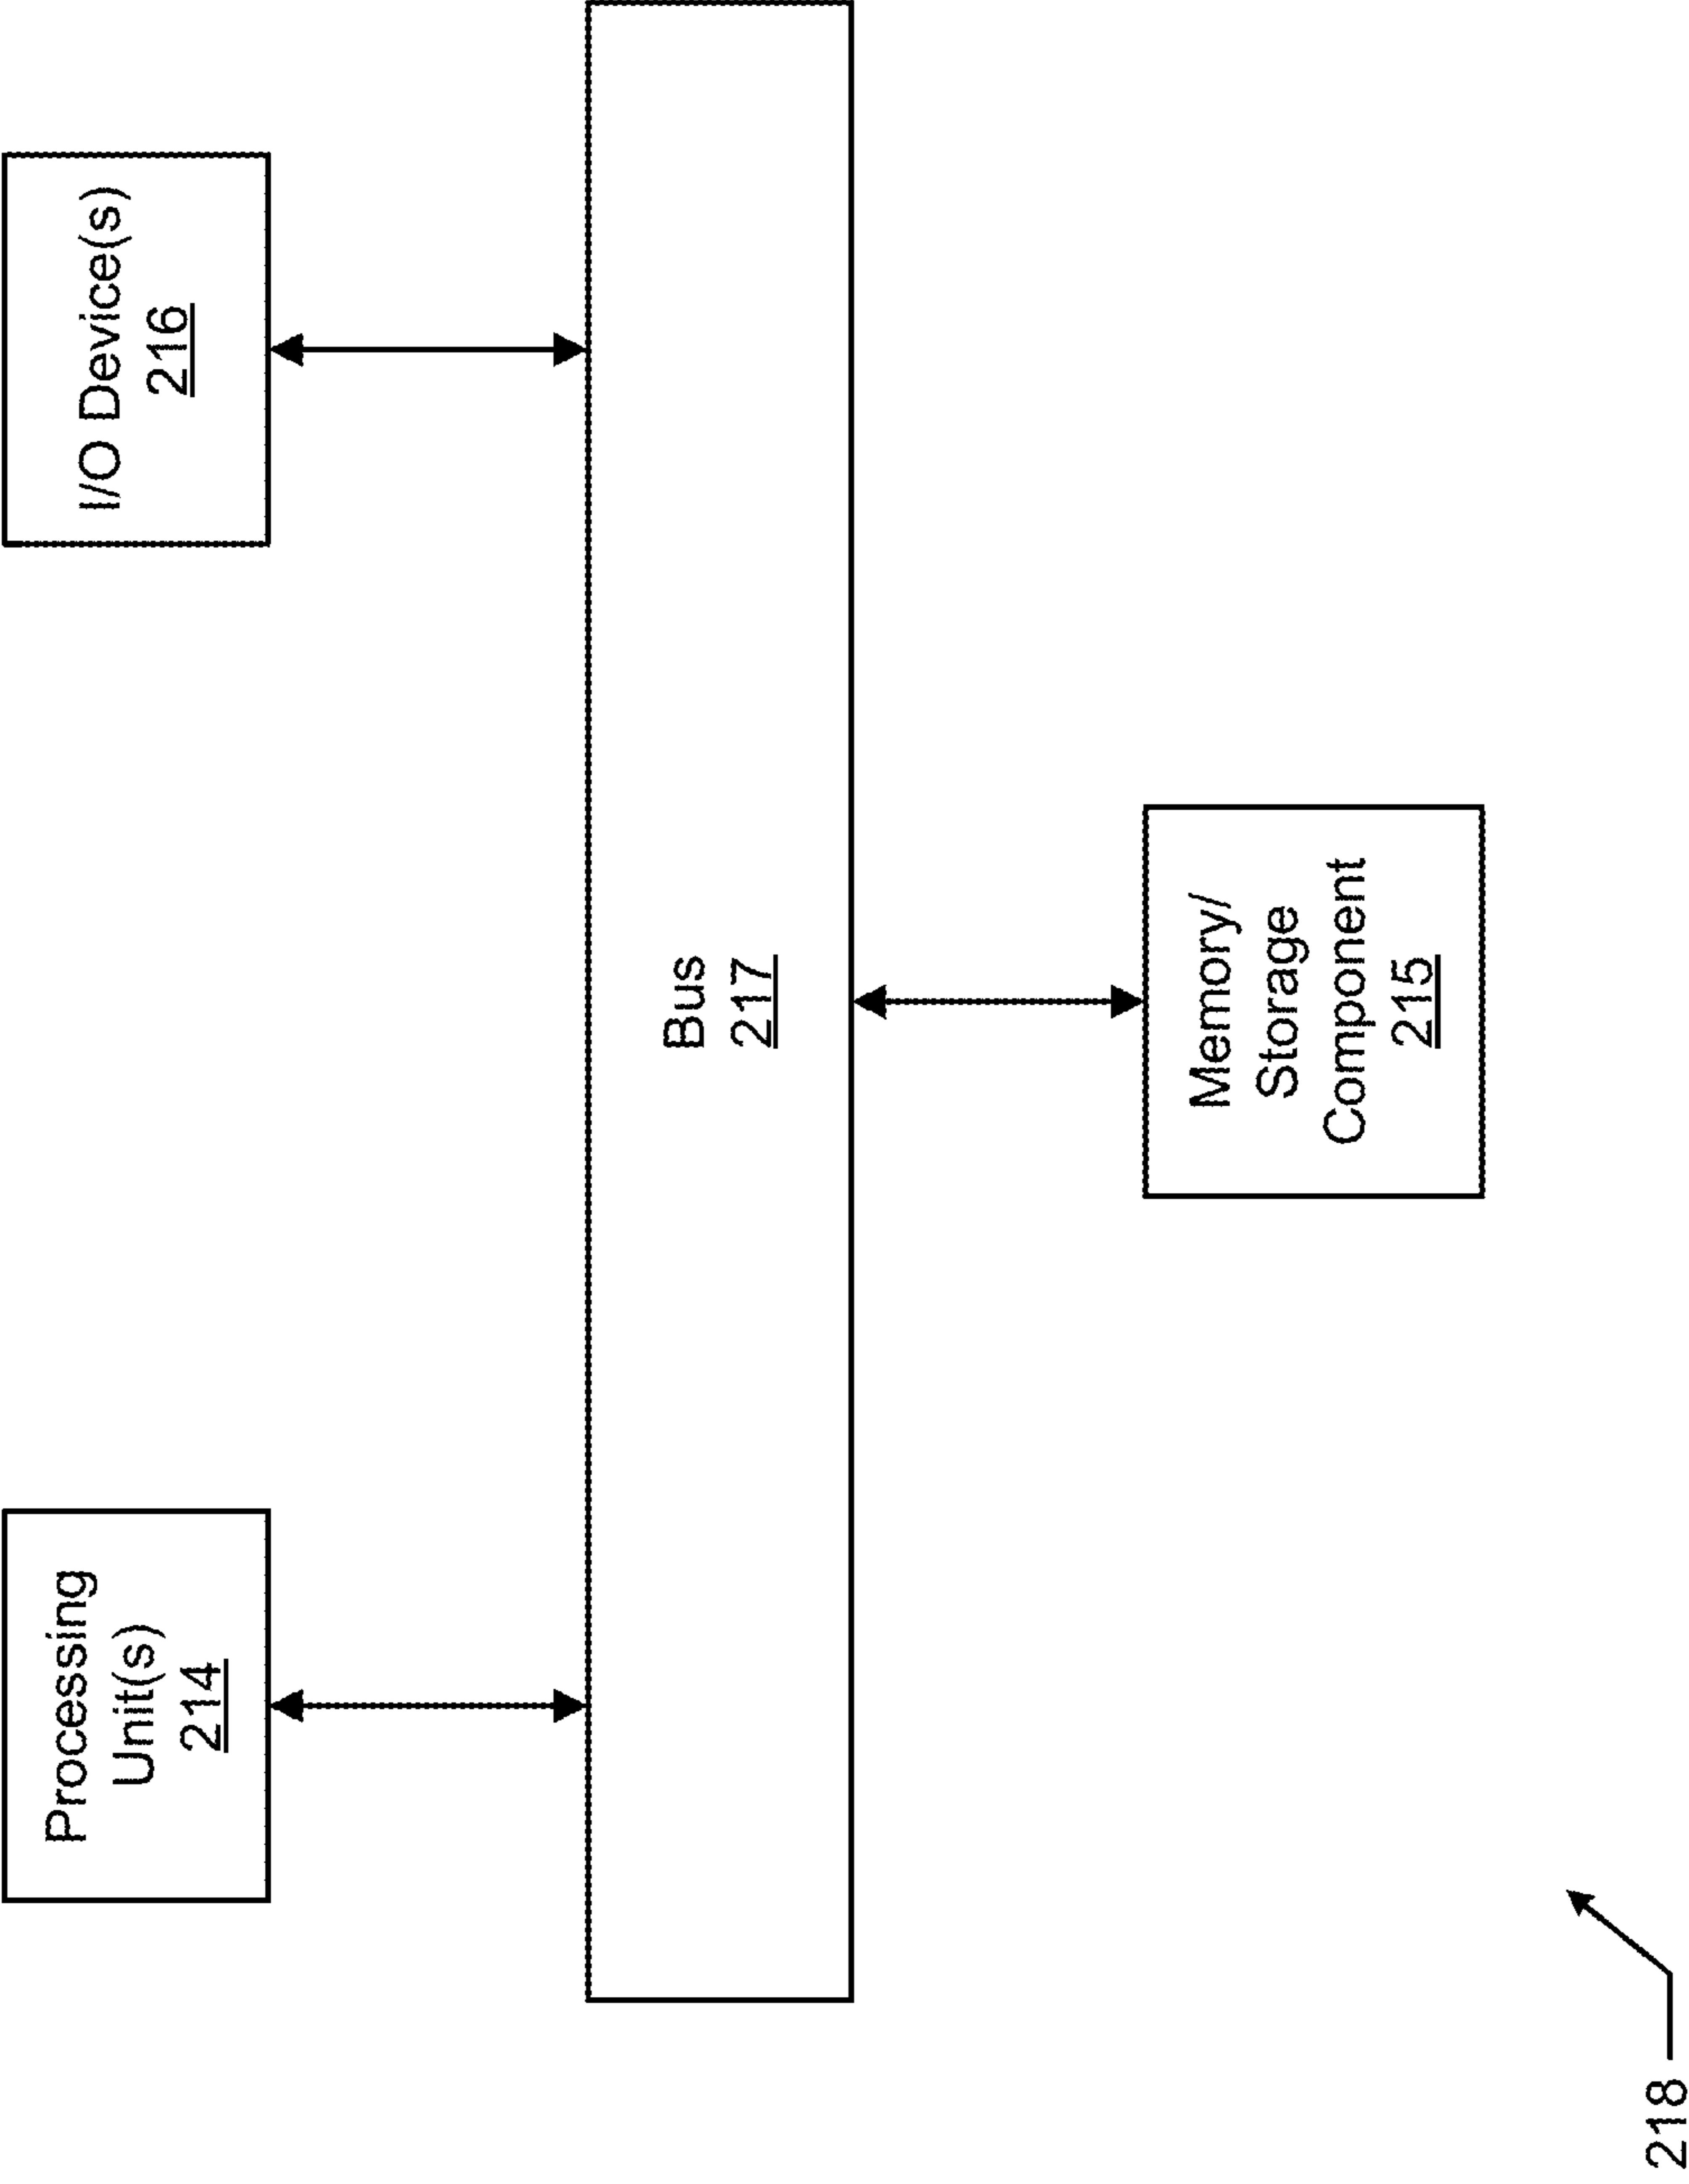 Processing
Unit(s)
214
I/O Device(s)
216
Bus
217
Memory/
Storage
Component
215
218